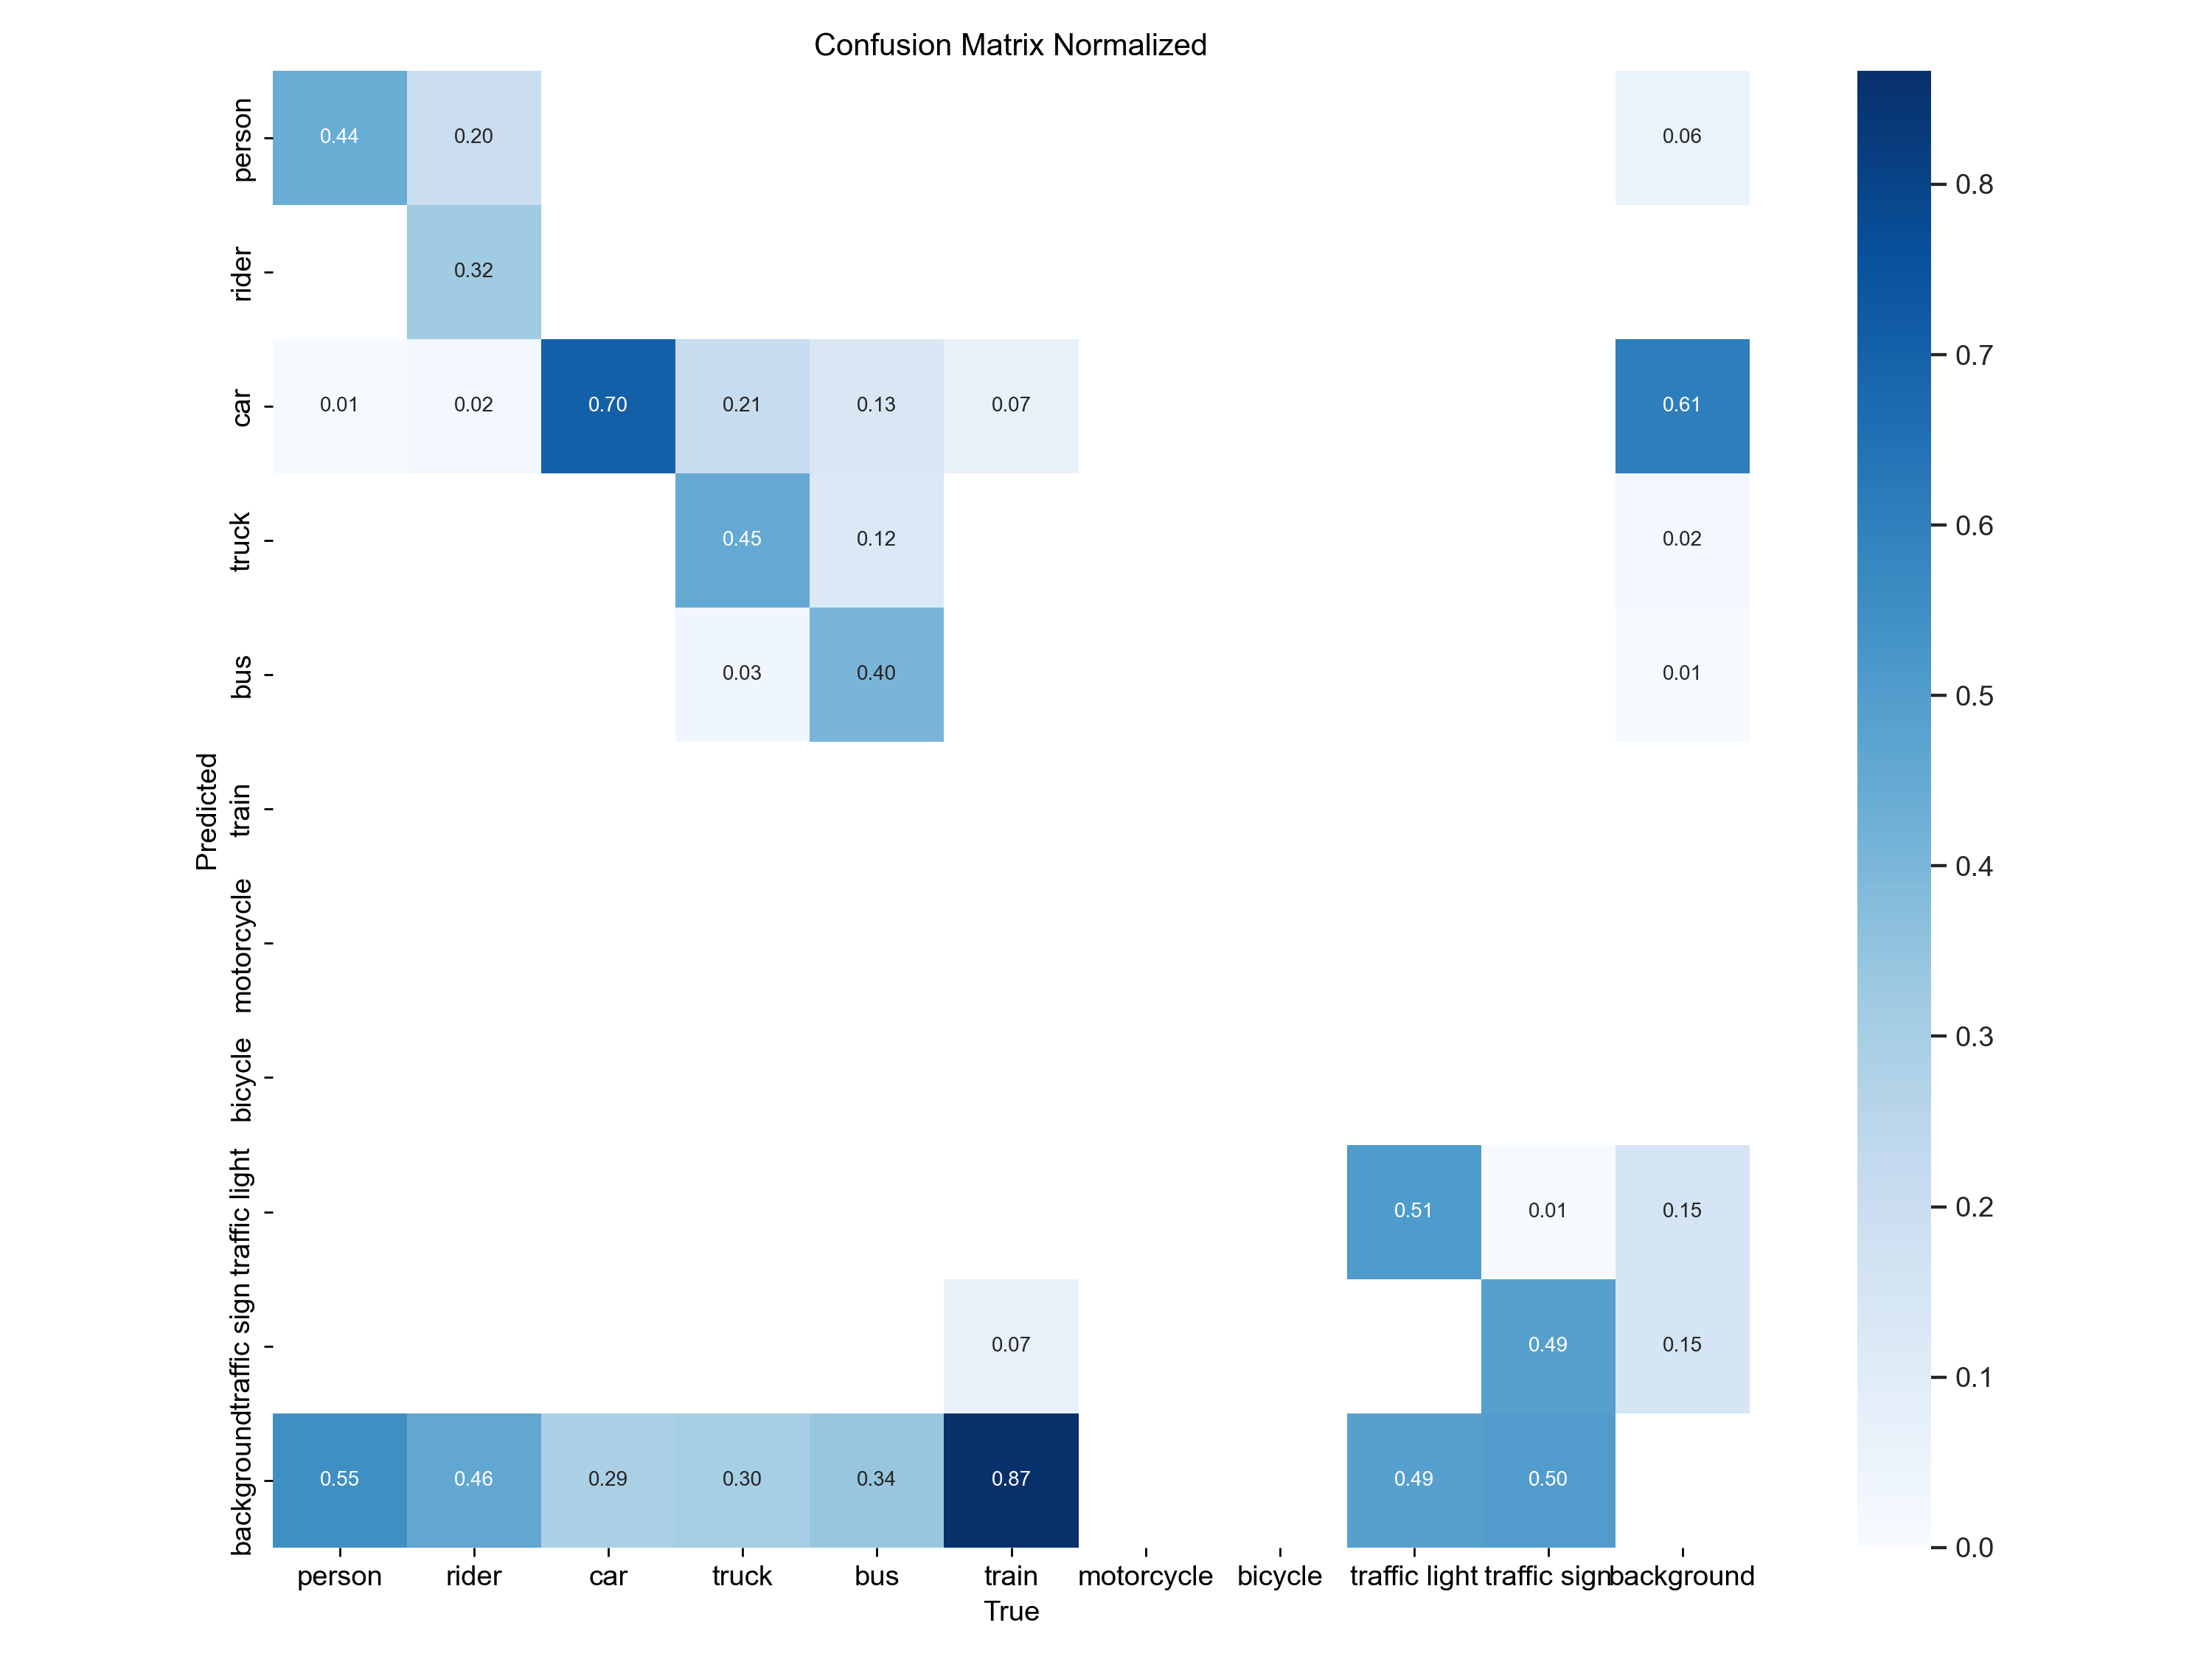 Confusion Matrix Normalized
person 0.44 0.20 0.06
rider 0.32
car 0.01 0.02 0.70 0.21 0.13 0.07 0.61
truck 0.45 0.12 0.02
bus 0.03 0.40 0.01
train
motorcycle
bicycle
traffic light 0.51 0.01 0.15
traffic sign 0.07 0.49 0.15
background 0.55 0.46 0.29 0.30 0.34 0.87 0.49 0.50
Predicted
person rider car truck bus train motorcycle bicycle traffic light traffic sign background
True
0.8
0.7
0.6
0.5
0.4
0.3
0.2
0.1
0.0